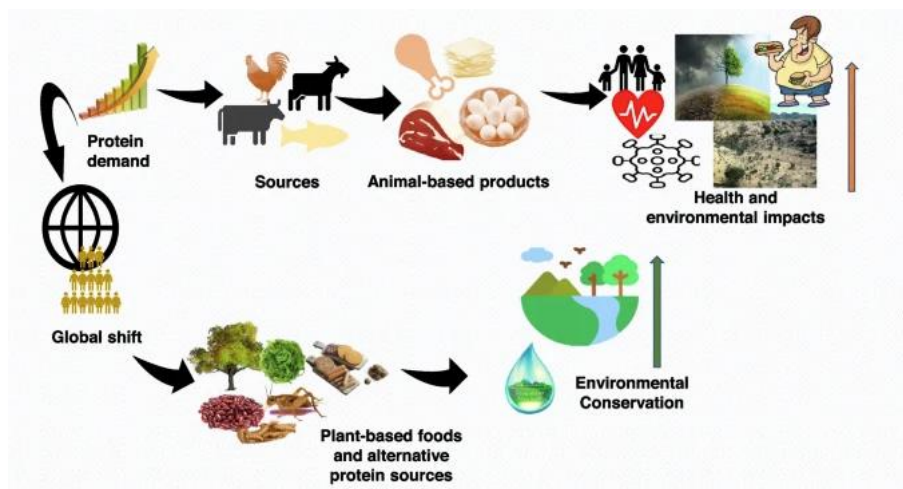 Protein
demand
Sources
Animal-based products
Health and
environmental impacts
Global shift
Plant-based foods
and alternative
protein sources
Environmental
Conservation